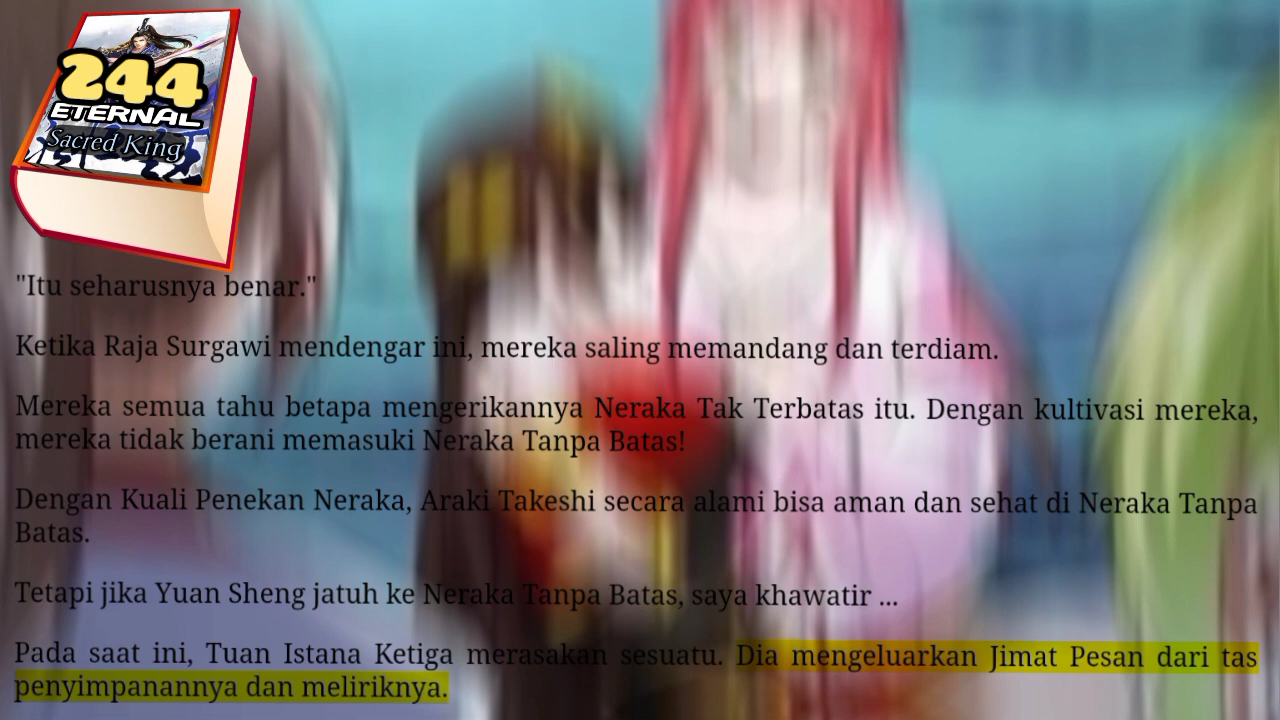 244
ETERNAL
Sacred King
"Itu seharusnya benar."
Ketika Raja Surgawi mendengar ini, mereka saling memandang dan terdiam.
Mereka semua tahu betapa mengerikannya Neraka Tak Terbatas itu. Dengan kultivasi mereka,
mereka tidak berani memasuki Neraka Tanpa Batas!
Dengan Kuali Penekan Neraka, Araki Takeshi secara alami bisa aman dan sehat di Neraka Tanpa
Batas.
Tetapi jika Yuan Sheng jatuh ke Neraka Tanpa Batas, saya khawatir ...
Pada saat ini, Tuan Istana Ketiga merasakan sesuatu. Dia mengeluarkan Jimat Pesan dari tas
penyimpanannya dan meliriknya.